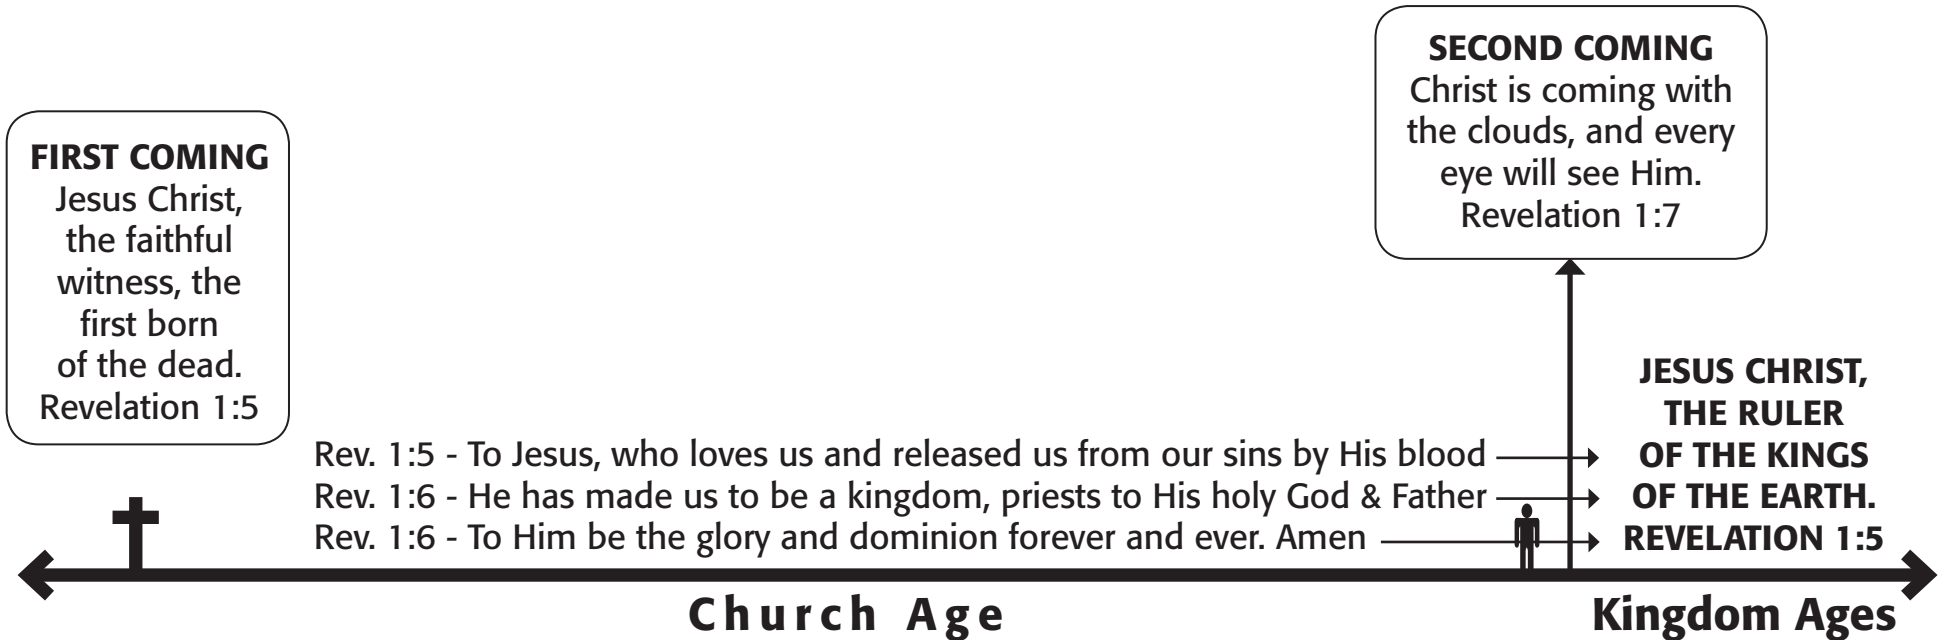 FIRST COMING
Jesus Christ,
the faithful
witness, the
first born
of the dead.
Revelation 1:5
SECOND COMING
Christ is coming with
the clouds, and every
eye will see Him.
Revelation 1:7
Rev. 1:5 - To Jesus, who loves us and released us from our sins by His blood
Rev. 1:6 - He has made us to be a kingdom, priests to His holy God & Father
Rev. 1:6 - To Him be the glory and dominion forever and ever. Amen
JESUS CHRIST,
THE RULER
OF THE KINGS
OF THE EARTH.
REVELATION 1:5
Church Age
Kingdom Ages